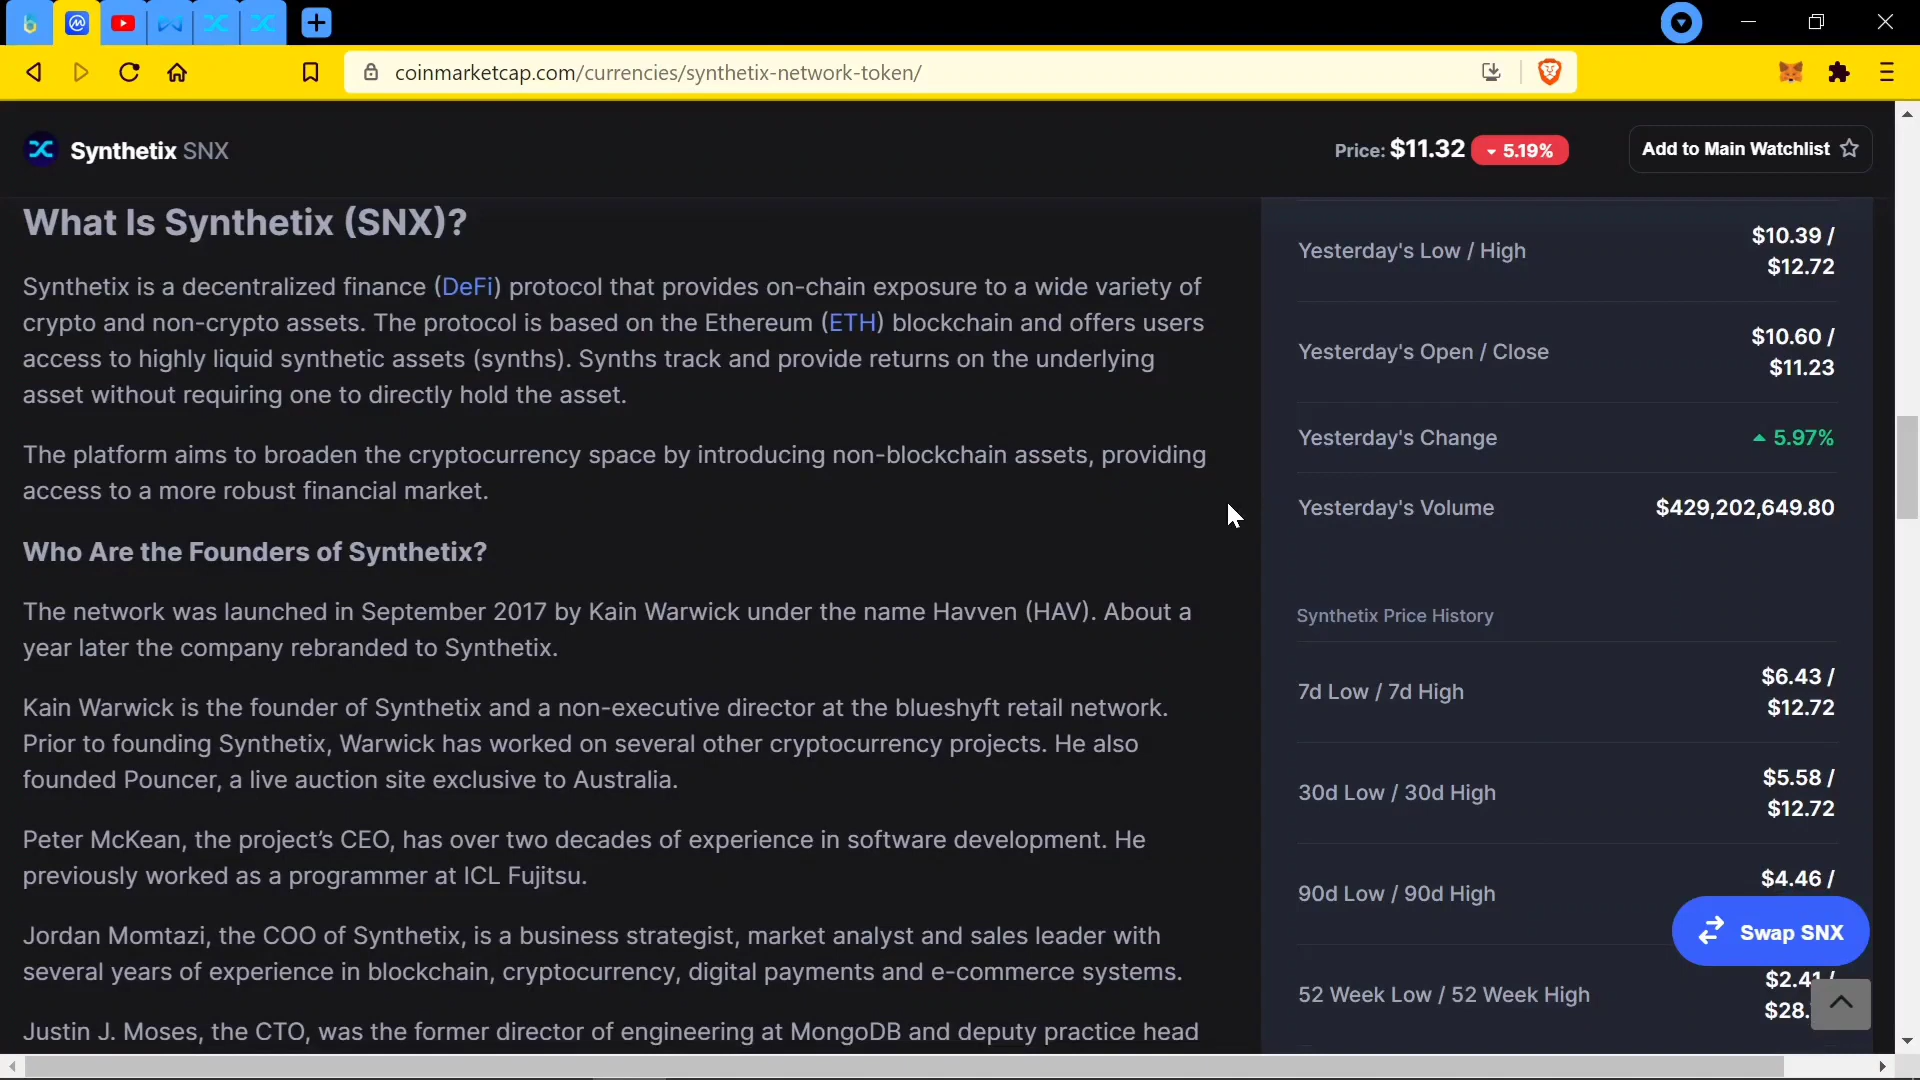 coinmarketcap.com/currencies/synthetix-network-token/
Synthetix SNX
Price: $11.32 5.19%
Add to Main Watchlist
What Is Synthetix (SNX)?
Synthetix is a decentralized finance (DeFi) protocol that provides on-chain exposure to a wide variety of
crypto and non-crypto assets. The protocol is based on the Ethereum (ETH) blockchain and offers users
access to highly liquid synthetic assets (synths). Synths track and provide returns on the underlying
asset without requiring one to directly hold the asset.
The platform aims to broaden the cryptocurrency space by introducing non-blockchain assets, providing
access to a more robust financial market.
Who Are the Founders of Synthetix?
The network was launched in September 2017 by Kain Warwick under the name Havven (HAV). About a
year later the company rebranded to Synthetix.
Kain Warwick is the founder of Synthetix and a non-executive director at the blueshyft retail network.
Prior to founding Synthetix, Warwick has worked on several other cryptocurrency projects. He also
founded Pouncer, a live auction site exclusive to Australia.
Peter McKean, the project’s CEO, has over two decades of experience in software development. He
previously worked as a programmer at ICL Fujitsu.
Jordan Momtazi, the COO of Synthetix, is a business strategist, market analyst and sales leader with
several years of experience in blockchain, cryptocurrency, digital payments and e-commerce systems.
Justin J. Moses, the CTO, was the former director of engineering at MongoDB and deputy practice head
Yesterday's Low / High
$10.39 /
$12.72
Yesterday's Open / Close
$10.60 /
$11.23
Yesterday's Change
5.97%
Yesterday's Volume
$429,202,649.80
Synthetix Price History
7d Low / 7d High
$6.43 /
$12.72
30d Low / 30d High
$5.58 /
$12.72
90d Low / 90d High
$4.46 /
Swap SNX
52 Week Low / 52 Week High
$2.41 /
$28.